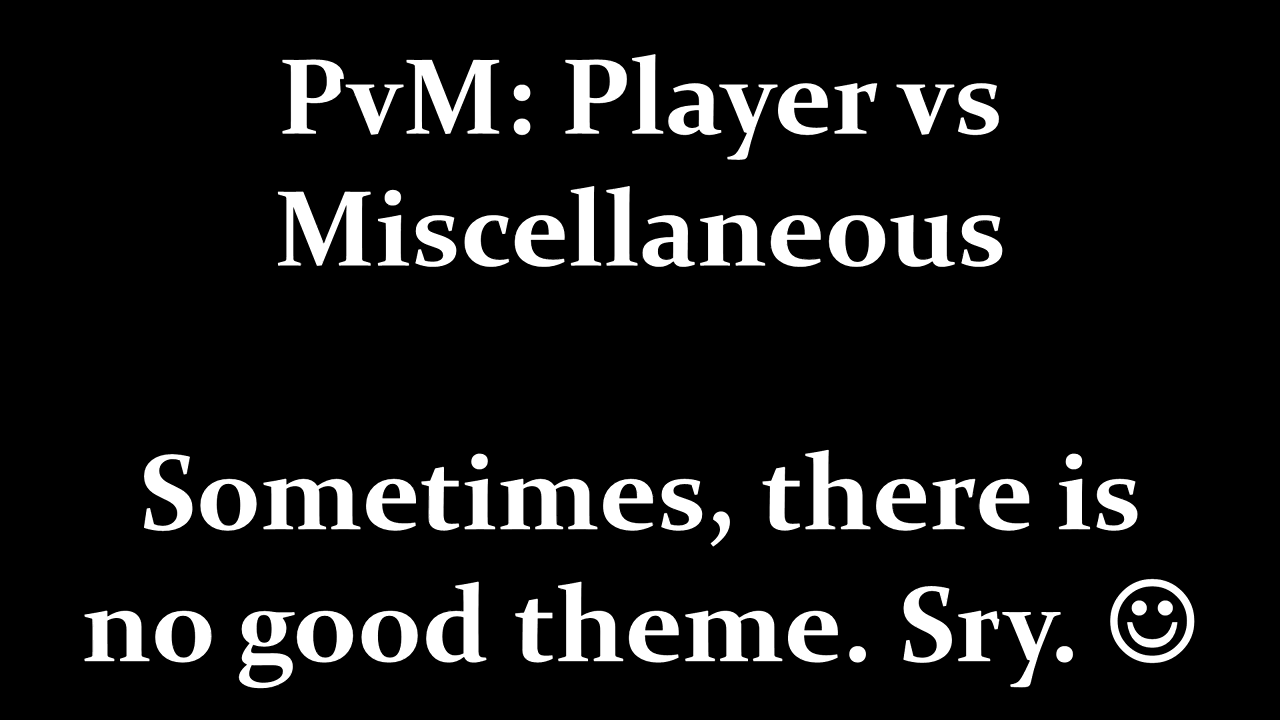 PvM: Player vs
Miscellaneous
Sometimes, there is
no good theme. Sry. ☺